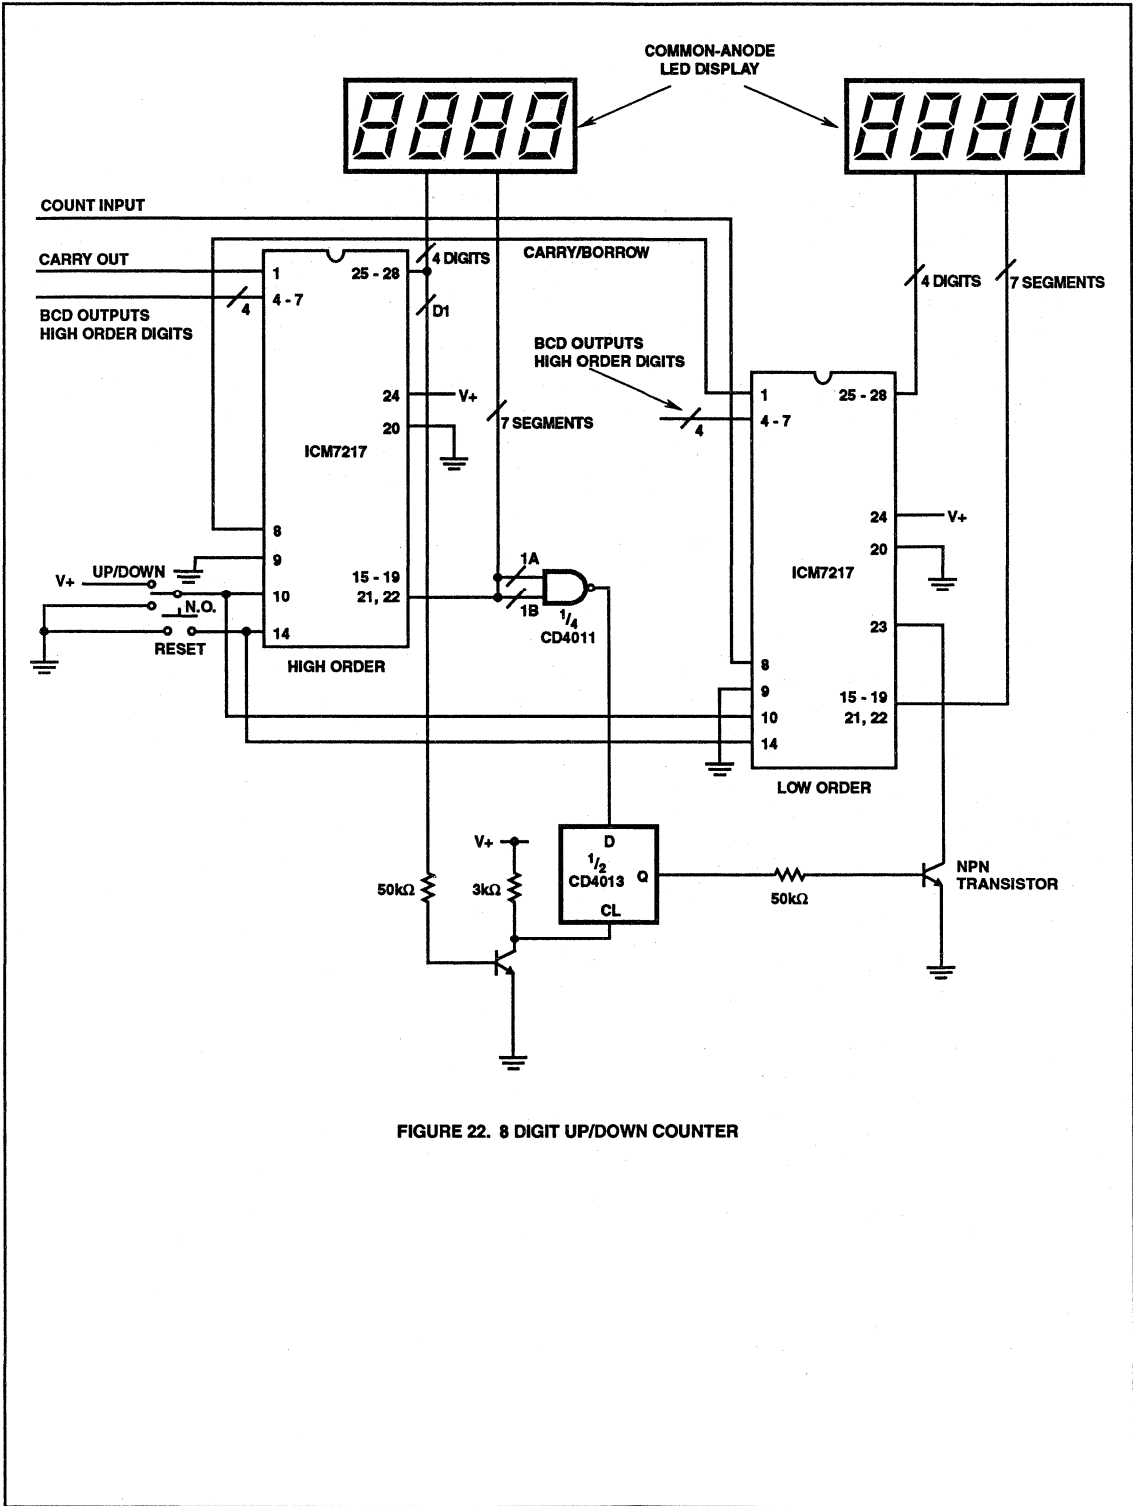 COMMON-ANODE
LED DISPLAY
COUNT INPUT
CARRY OUT
BCD OUTPUTS
HIGH ORDER DIGITS
4
1
4 - 7
25 - 28
4 DIGITS
D1
CARRY/BORROW
24
V+
20
ICM7217
7 SEGMENTS
8
9
10
14
15 - 19
21, 22
HIGH ORDER
V+
UP/DOWN
N.O.
RESET
1A
1B
1/4
CD4011
BCD OUTPUTS
HIGH ORDER DIGITS
4
4 DIGITS
7 SEGMENTS
1
4 - 7
25 - 28
24
V+
20
ICM7217
23
8
9
10
14
15 - 19
21, 22
LOW ORDER
V+
50kΩ
3kΩ
D
1/2
CD4013
Q
CL
50kΩ
NPN
TRANSISTOR
FIGURE 22. 8 DIGIT UP/DOWN COUNTER